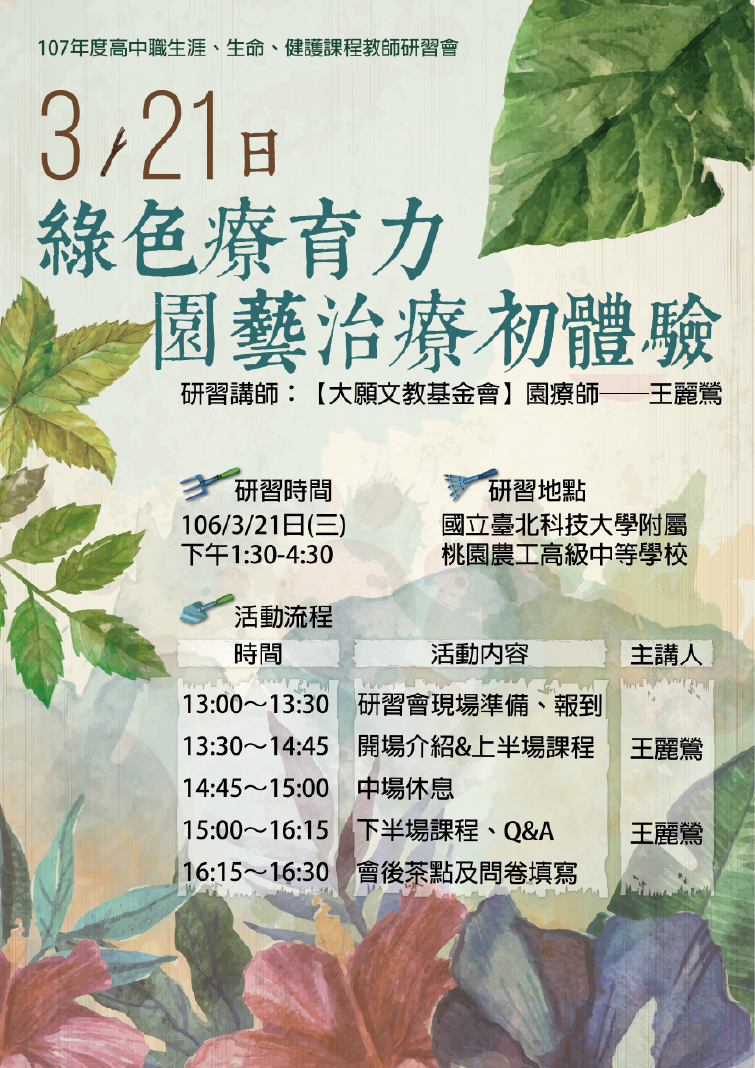 107年度高中職生涯、生命、健護課程教師研習會
3/21日
綠色療育力
園藝治療初體驗
研習講師：【大願文教基金會】園療師——王麗鶯
研習時間
106/3/21日(三)
下午1:30-4:30
研習地點
國立臺北科技大學附屬
桃園農工高級中等學校
活動流程
時間 活動內容 主講人
13:00～13:30 研習會現場準備、報到
13:30～14:45 開場介紹&上半場課程 王麗鶯
14:45～15:00 中場休息
15:00～16:15 下半場課程、Q&A 王麗鶯
16:15～16:30 會後茶點及問卷填寫